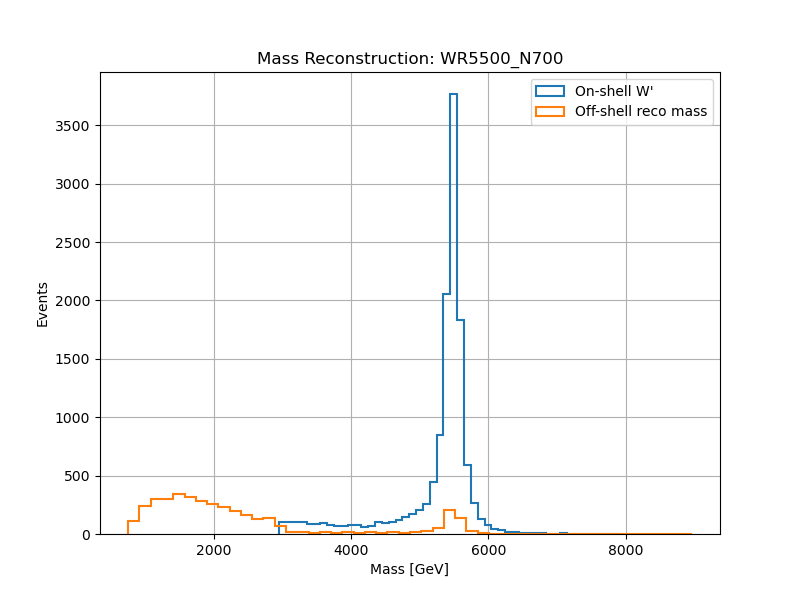 Mass Reconstruction: WR5500_N700
On-shell W'
Off-shell reco mass
3500
3000
2500
2000
1500
1000
500
0
Events
2000 4000 6000 8000
Mass [GeV]